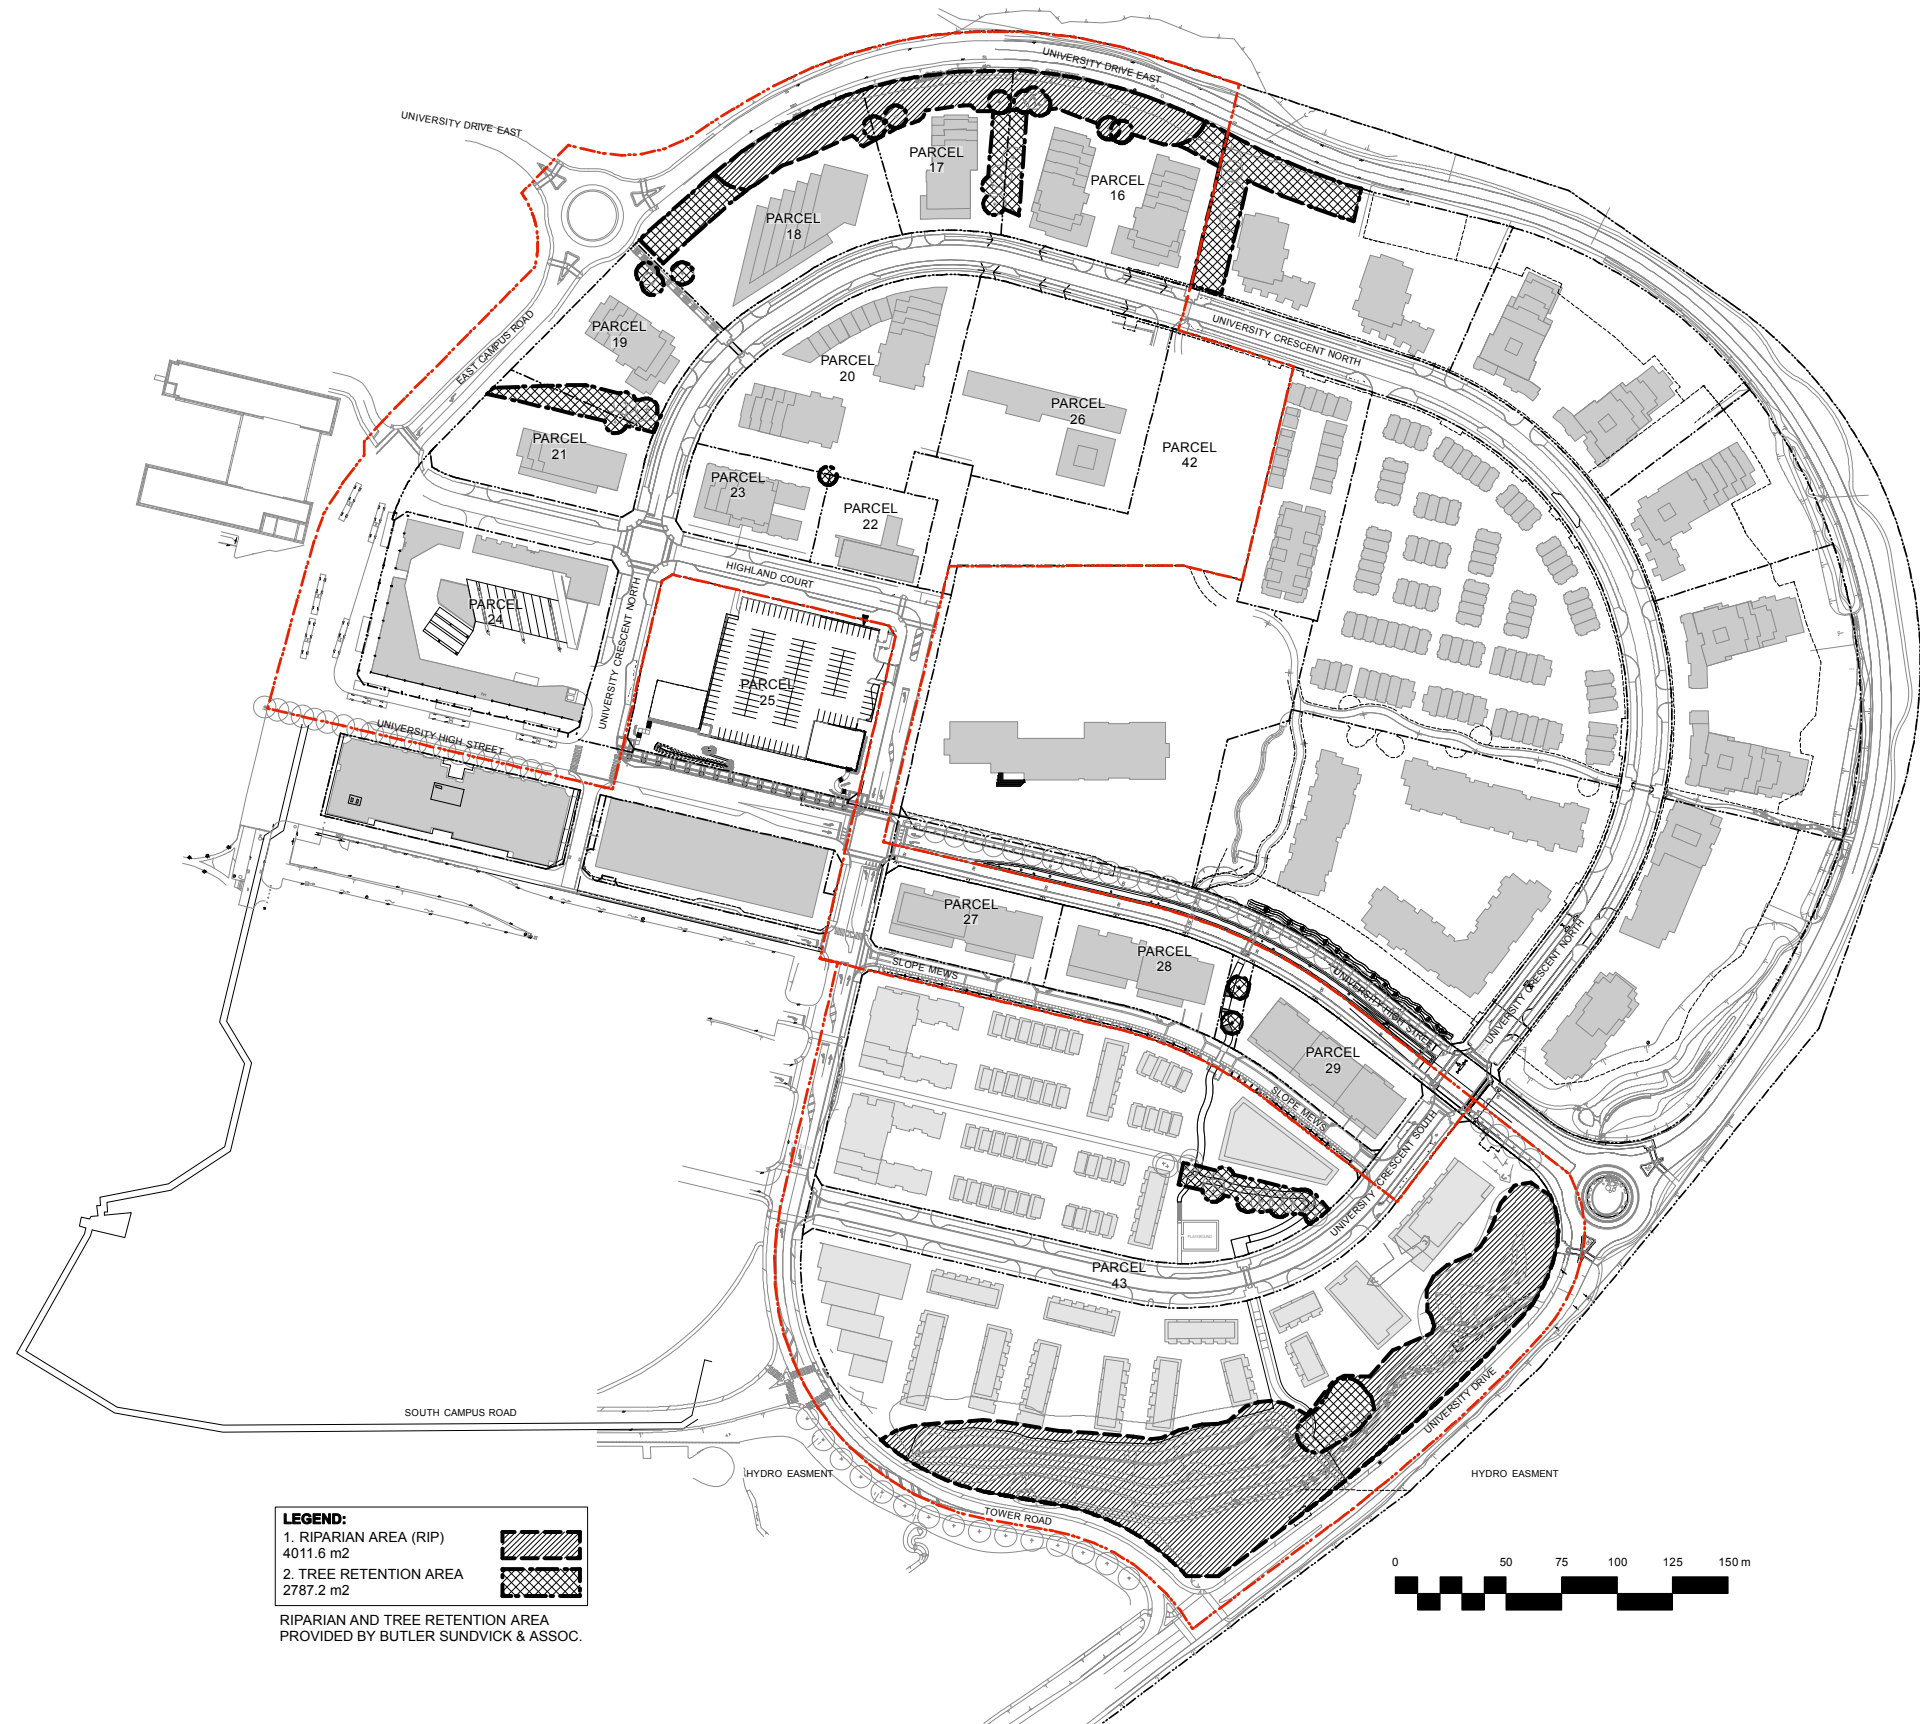 UNIVERSITY DRIVE EAST
UNIVERSITY DRIVE EAST
PARCEL
17
PARCEL
16
PARCEL
18
PARCEL
19
EAST CAMPUS ROAD
PARCEL
20
UNIVERSITY CRESCENT NORTH
PARCEL
26
PARCEL
42
PARCEL
21
PARCEL
23
PARCEL
22
HIGHLAND COURT
PARCEL
24
UNIVERSITY CRESCENT NORTH
PARCEL
25
UNIVERSITY HIGH STREET
PARCEL
27
PARCEL
28
SLOPE MEWS
UNIVERSITY HIGH STREET
UNIVERSITY CRESCENT NORTH
PARCEL
29
SLOPE MEWS
UNIVERSITY CRESCENT SOUTH
PLAYGROUND
PARCEL
43
UNIVERSITY DRIVE
SOUTH CAMPUS ROAD
HYDRO EASMENT
HYDRO EASMENT
TOWER ROAD
LEGEND:
1. RIPARIAN AREA (RIP)
4011.6 m2
2. TREE RETENTION AREA
2787.2 m2
RIPARIAN AND TREE RETENTION AREA
PROVIDED BY BUTLER SUNDVICK & ASSOC.
0 50 75 100 125 150 m